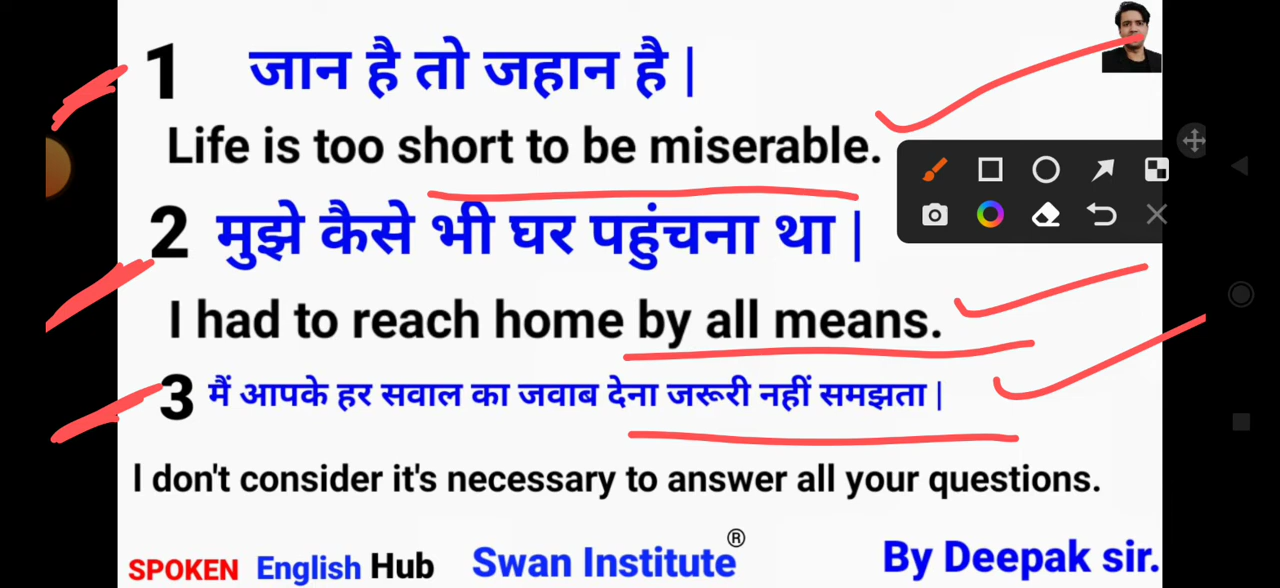 1 जान है तो जहान है |
Life is too short to be miserable.
2 मुझे कैसे भी घर पहुंचना था |
I had to reach home by all means.
3 मैं आपके हर सवाल का जवाब देना जरूरी नहीं समझता |
I don't consider it's necessary to answer all your questions.
SPOKEN English Hub Swan Institute ® By Deepak sir.